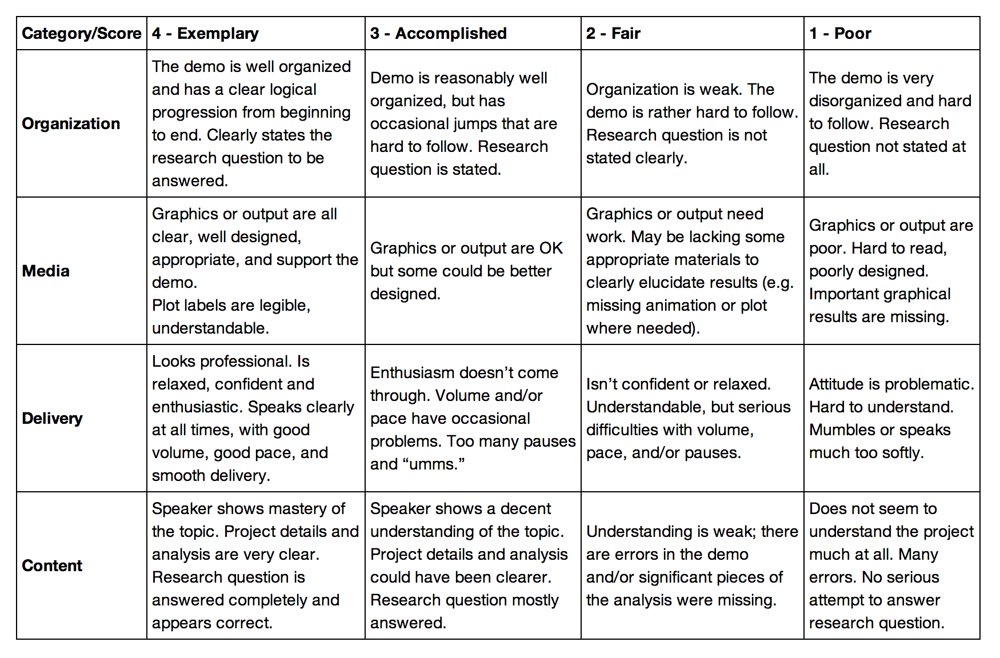 Category/Score
4 - Exemplary
3 - Accomplished
2 - Fair
1 - Poor
Organization
The demo is well organized
and has a clear logical
progression from beginning
to end. Clearly states the
research question to be
answered.
Demo is reasonably well
organized, but has
occasional jumps that are
hard to follow. Research
question is stated.
Organization is weak. The
demo is rather hard to follow.
Research question is not
stated clearly.
The demo is very
disorganized and hard
to follow. Research
question not stated at
all.
Media
Graphics or output are all
clear, well designed,
appropriate, and support the
demo.
Plot labels are legible,
understandable.
Graphics or output are OK
but some could be better
designed.
Graphics or output need
work. May be lacking some
appropriate materials to
clearly elucidate results (e.g.
missing animation or plot
where needed).
Graphics or output are
poor. Hard to read,
poorly designed.
Important graphical
results are missing.
Delivery
Looks professional. Is
relaxed, confident and
enthusiastic. Speaks clearly
at all times, with good
volume, good pace, and
smooth delivery.
Enthusiasm doesn’t come
through. Volume and/or
pace have occasional
problems. Too many pauses
and “umms.”
Isn’t confident or relaxed.
Understandable, but serious
difficulties with volume,
pace, and/or pauses.
Attitude is problematic.
Hard to understand.
Mumbles or speaks
much too softly.
Content
Speaker shows mastery of
the topic. Project details and
analysis are very clear.
Research question is
answered completely and
appears correct.
Speaker shows a decent
understanding of the topic.
Project details and analysis
could have been clearer.
Research question mostly
answered.
Understanding is weak; there
are errors in the demo
and/or significant pieces of
the analysis were missing.
Does not seem to
understand the project
much at all. Many
errors. No serious
attempt to answer
research question.